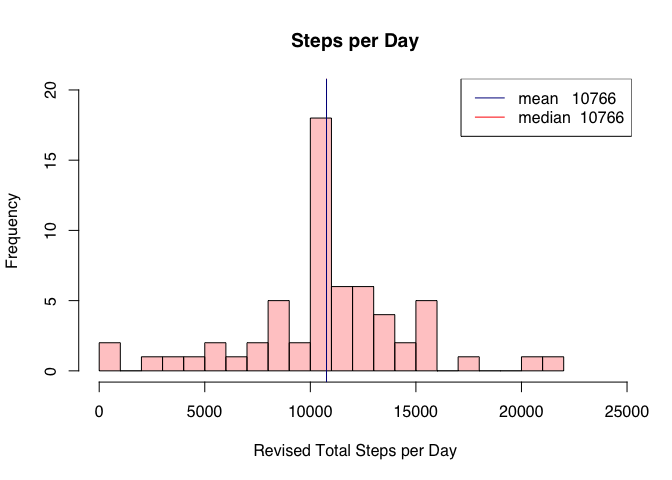 Steps per Day
mean 10766
median 10766
Frequency
20
15
10
5
0
0 5000 10000 15000 20000 25000
Revised Total Steps per Day